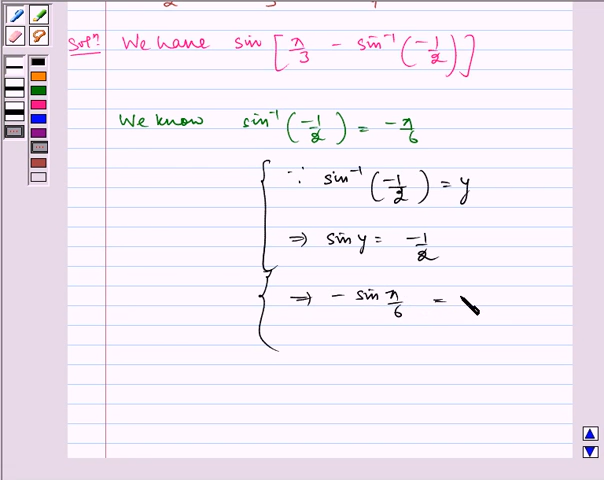 Solⁿ We have sin [π/3 - sin⁻¹(-1/2)]
We know sin⁻¹(-1/2) = -π/6
∵ sin⁻¹(-1/2) = y
⇒ sin y = -1/2
⇒ - sin π/6 =